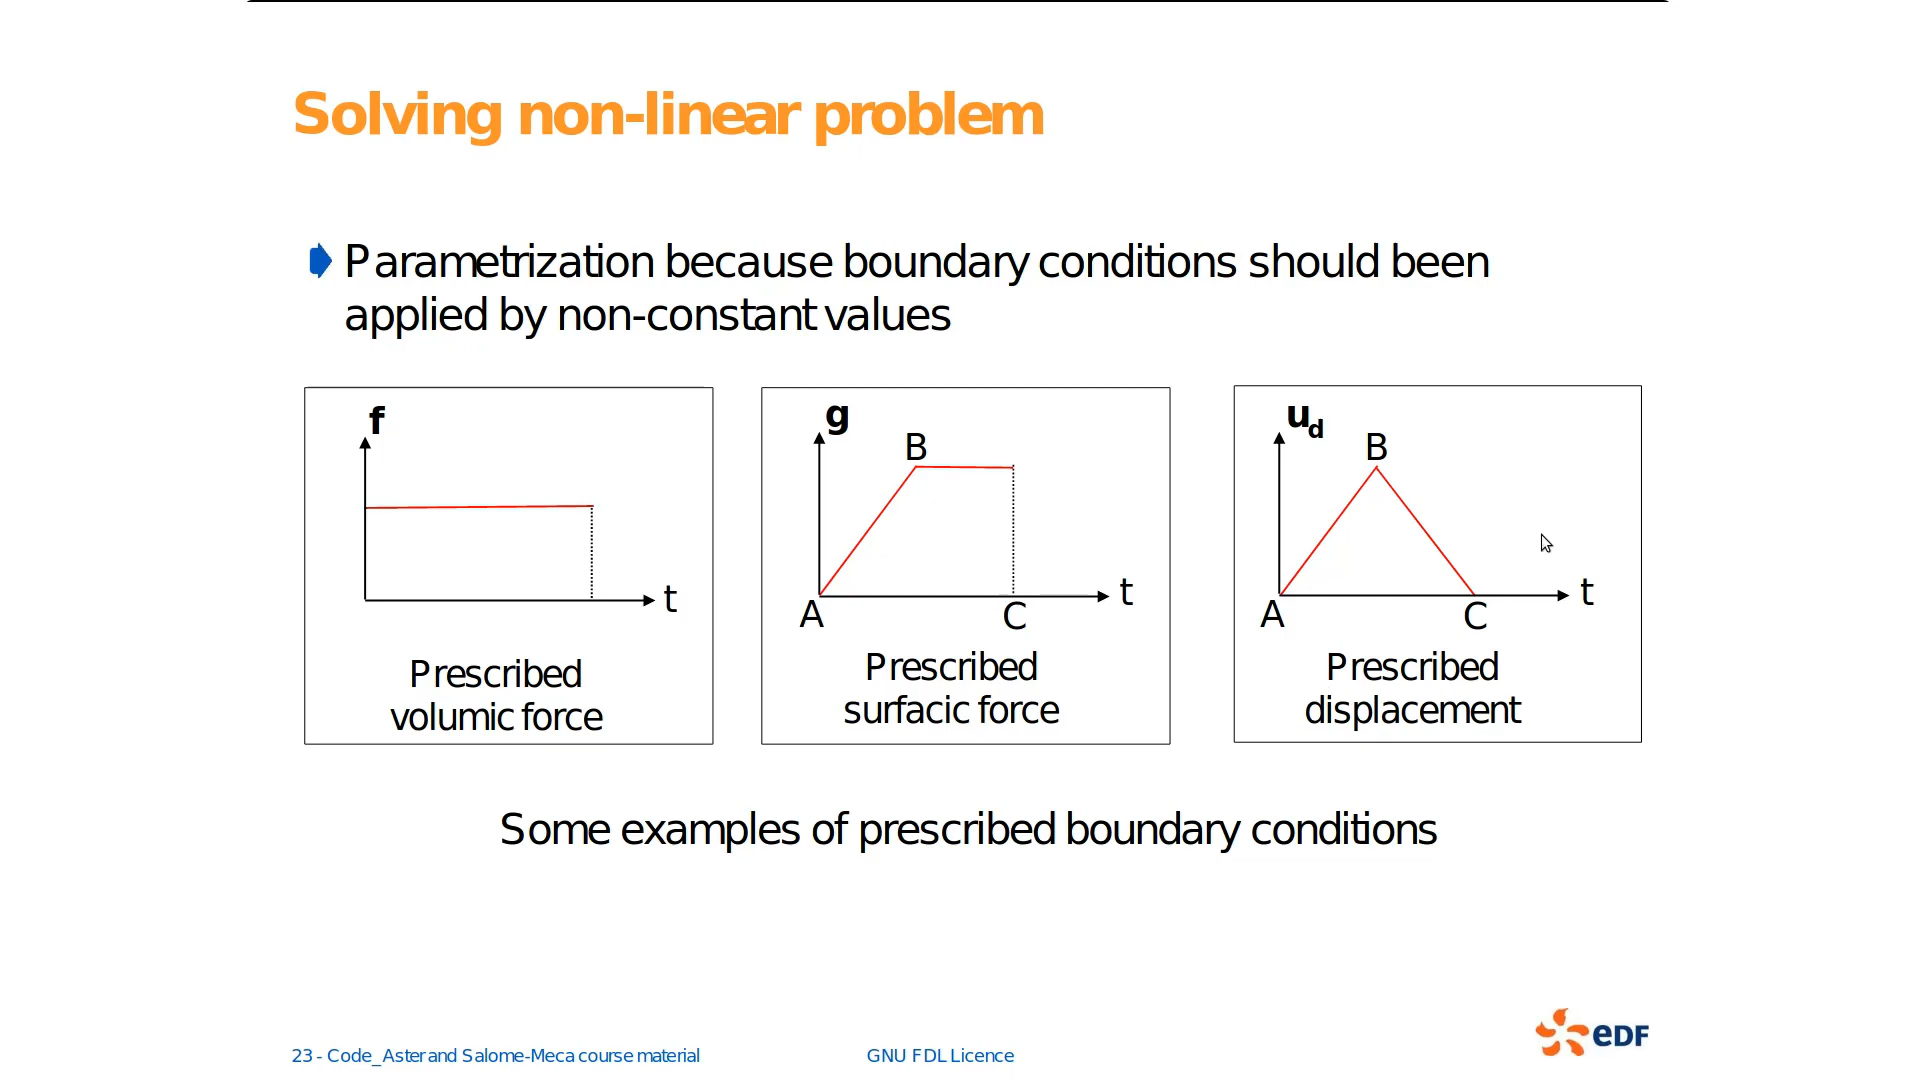 Solving non-linear problem
Parametrization because boundary conditions should been
applied by non-constant values
f
t
Prescribed
volumic force
g
B
A
C
t
Prescribed
surfacic force
ud
B
A
C
t
Prescribed
displacement
Some examples of prescribed boundary conditions
23 - Code_Aster and Salome-Meca course material
GNU FDL Licence
eDF